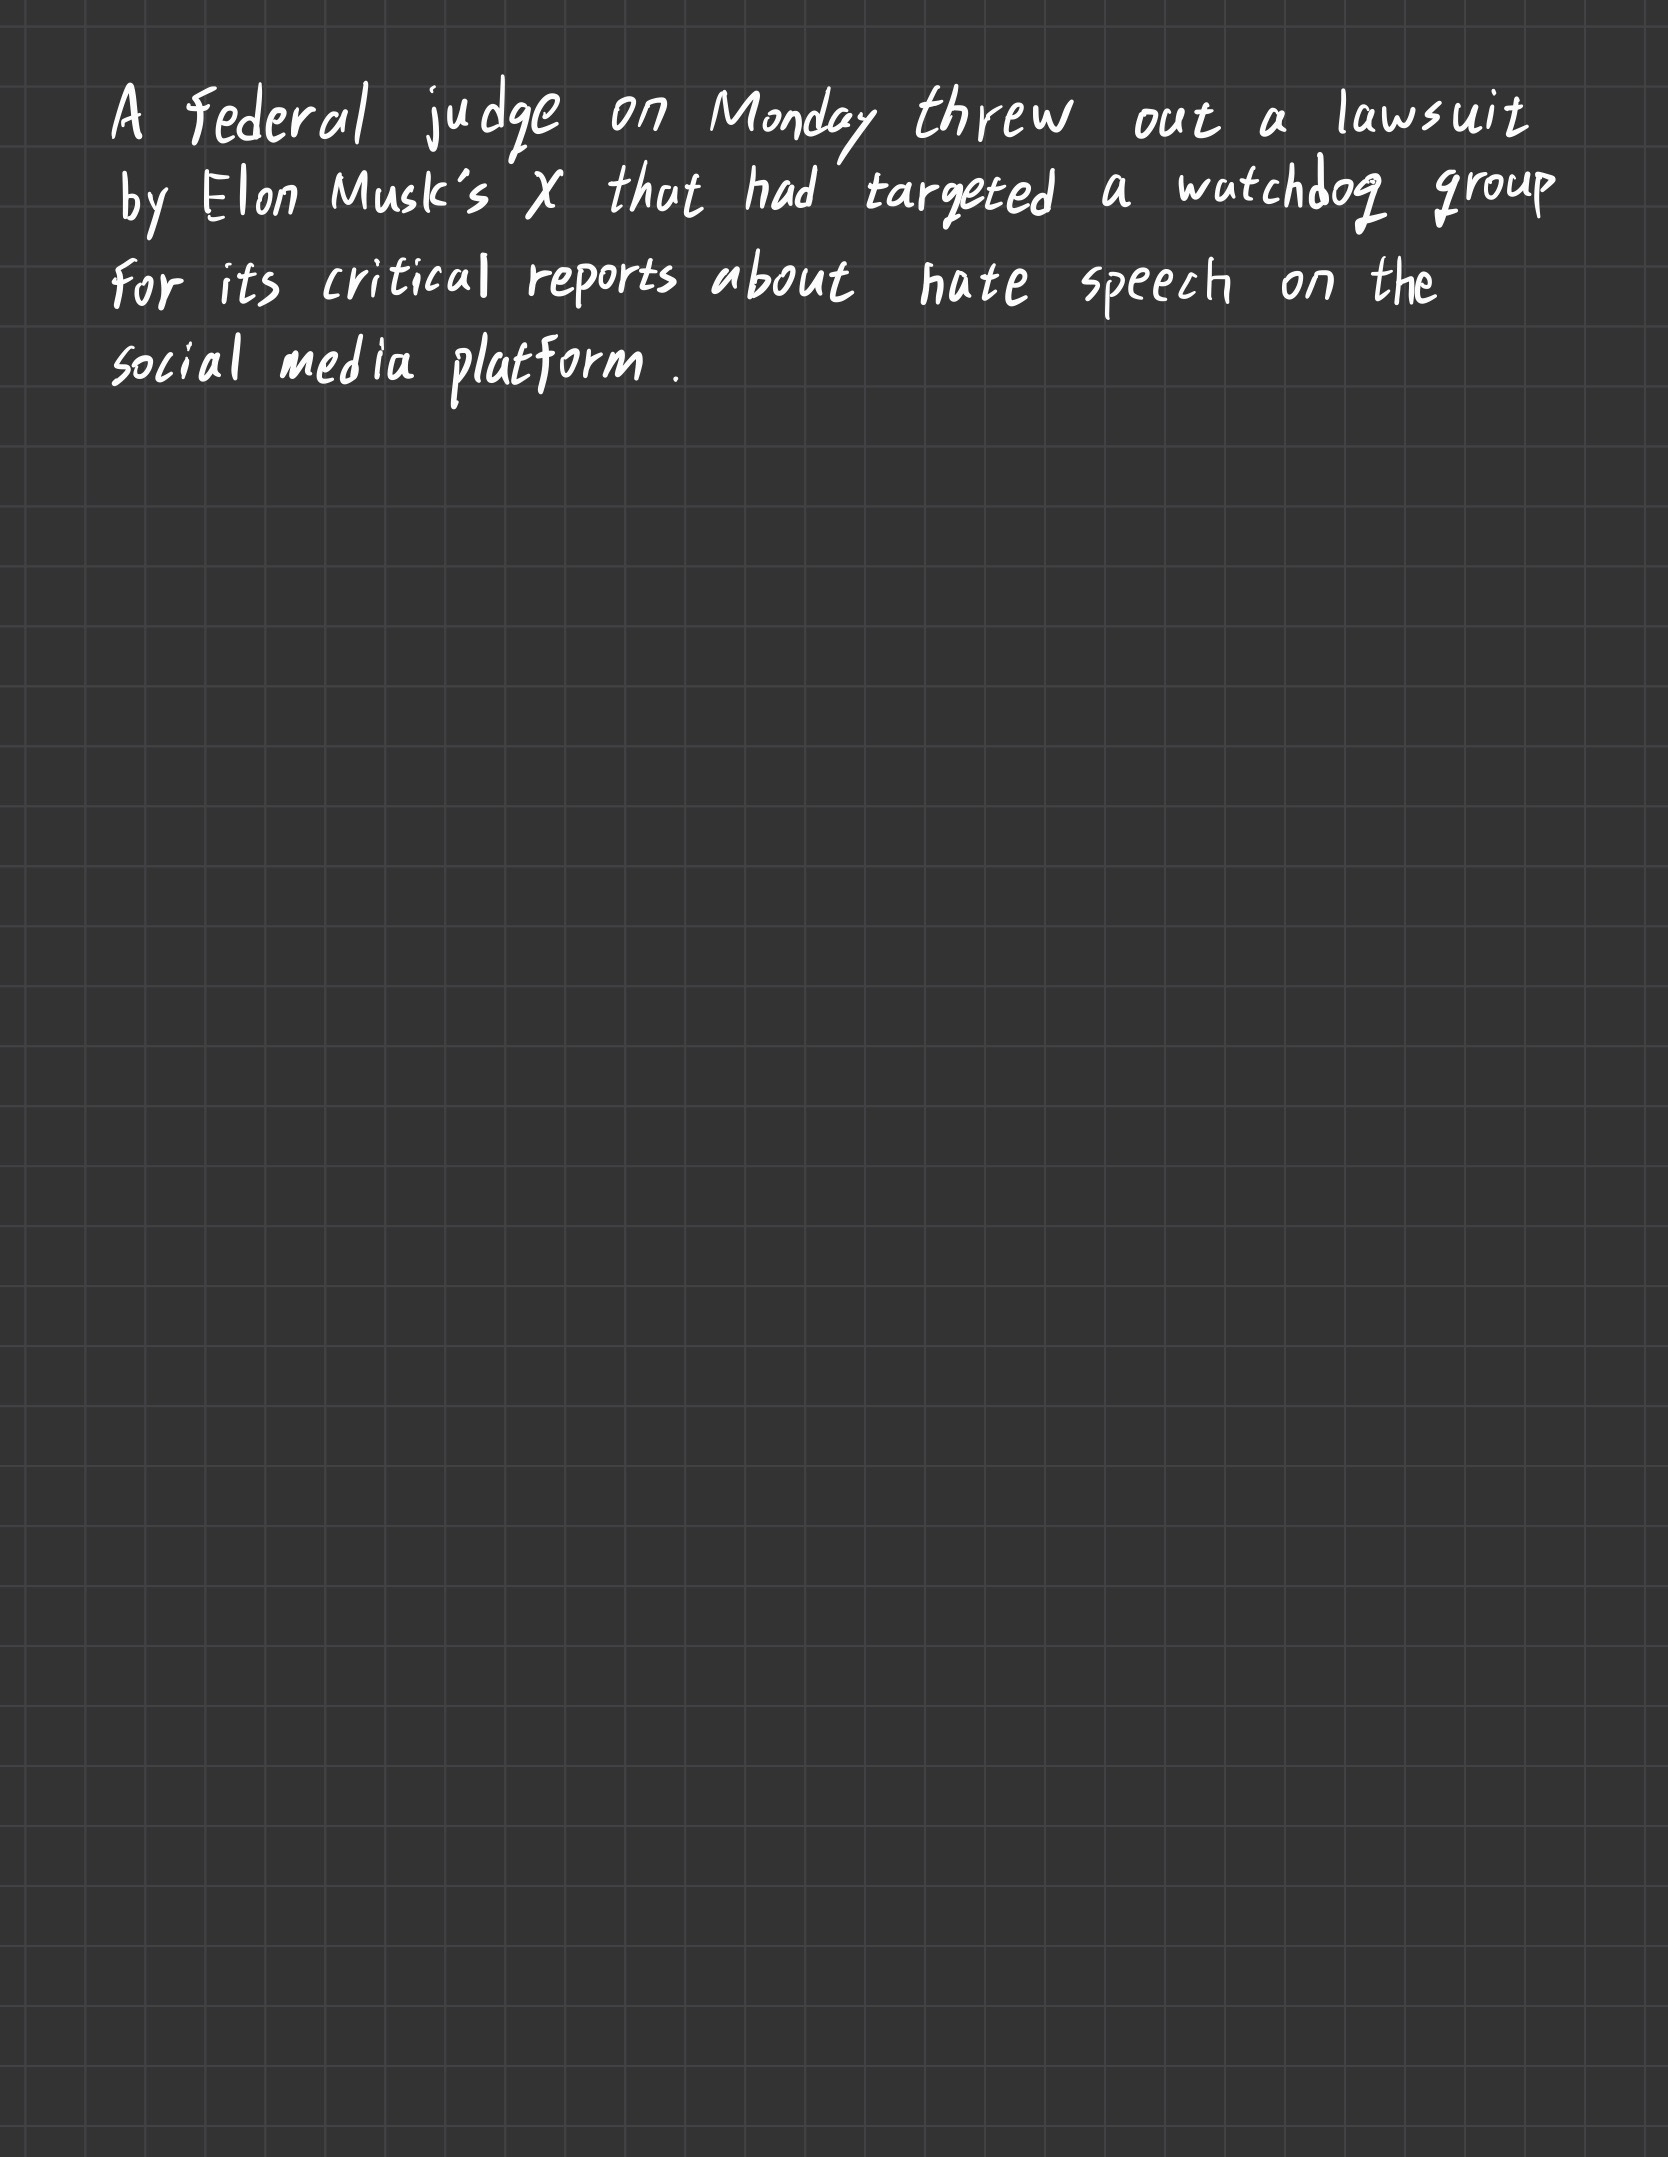 A federal judge on Monday threw out a lawsuit
by Elon Musk's X that had targeted a watchdog group
for its critical reports about hate speech on the
social media platform.